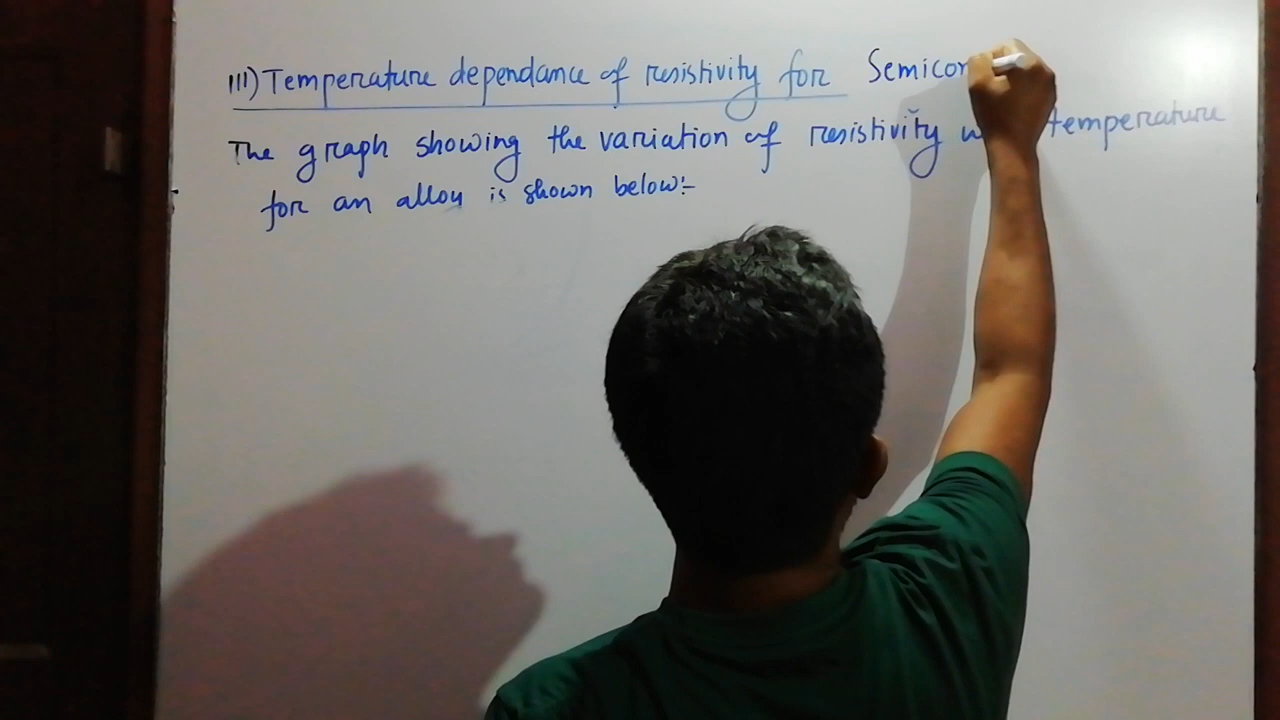 III) Temperature dependance of resistivity for Semicon
The graph showing the variation of resistivity w temperature
for an alloy is shown below:-